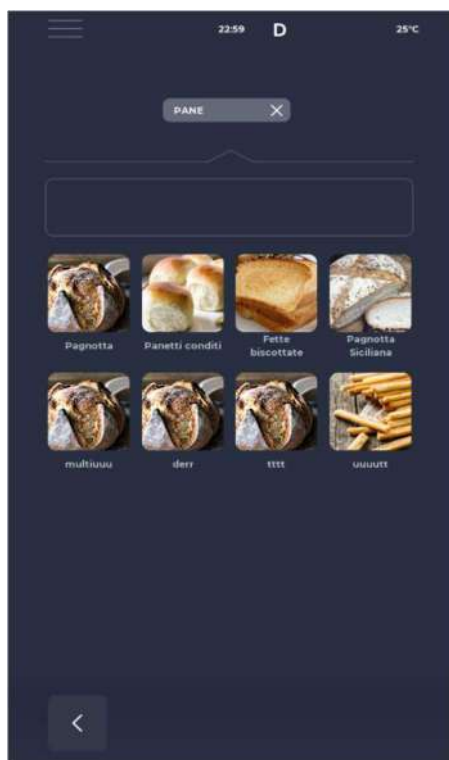 22:59 D 25°C
PANE
Pagnotta Panetti conditi Fette biscottate Pagnotta Siciliana
multiuuu derr tttt uuuutt